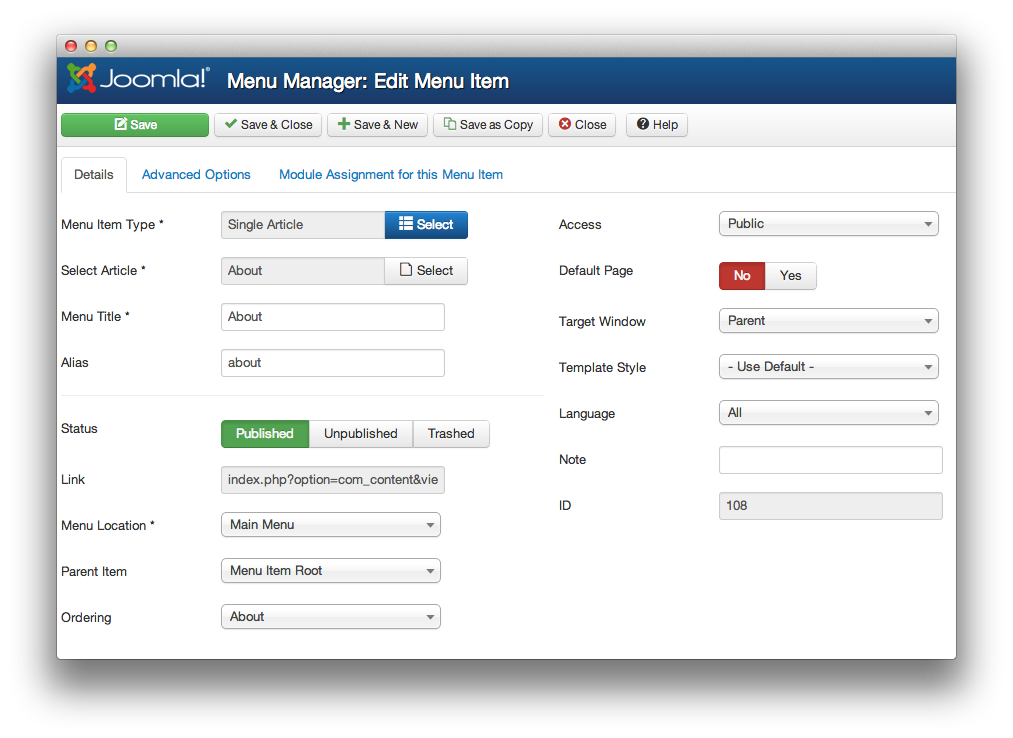 Joomla!® Menu Manager: Edit Menu Item
Save Save & Close Save & New Save as Copy Close Help
Details Advanced Options Module Assignment for this Menu Item
Menu Item Type * Single Article Select
Select Article * About Select
Menu Title * About
Alias about
Status Published Unpublished Trashed
Link index.php?option=com_content&vie
Menu Location * Main Menu
Parent Item Menu Item Root
Ordering About
Access Public
Default Page No Yes
Target Window Parent
Template Style - Use Default -
Language All
Note
ID 108